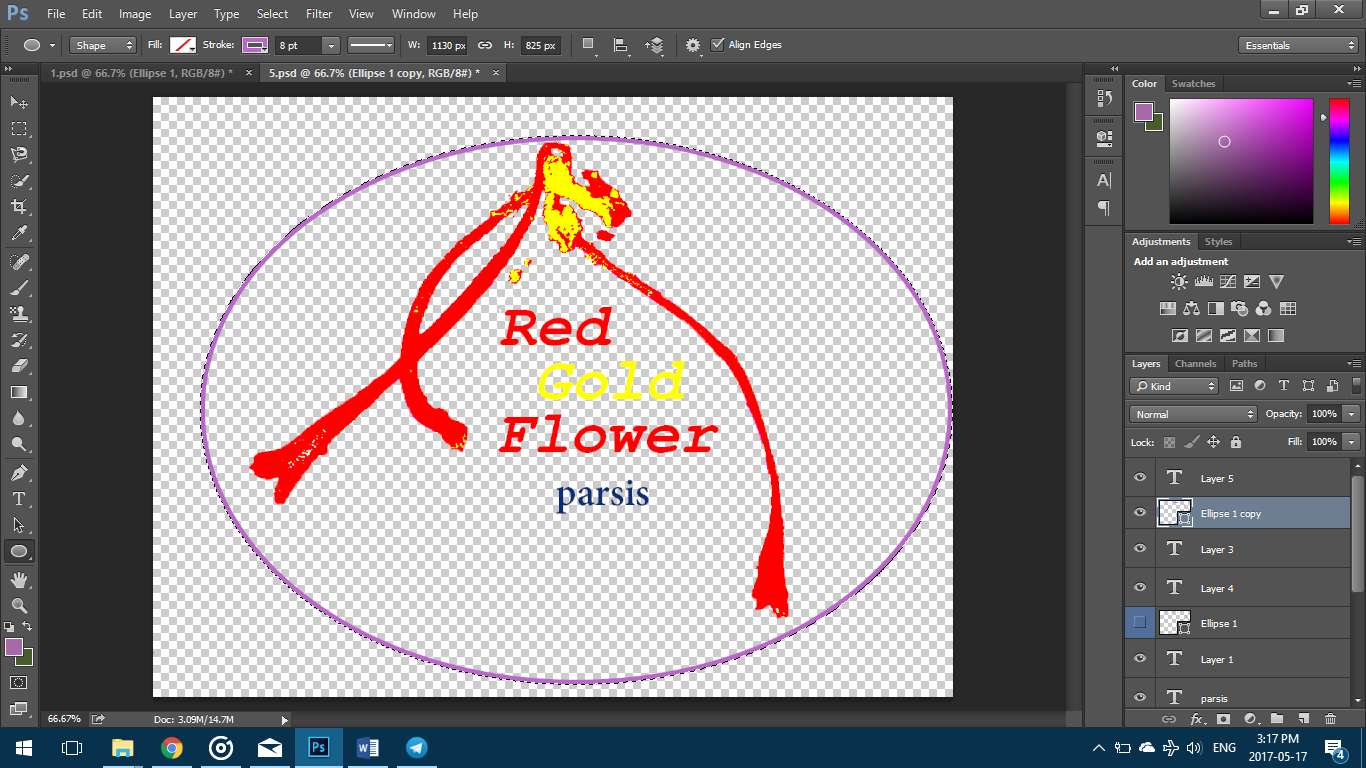 Ps File Edit Image Layer Type Select Filter View Window Help
Shape Fill: Stroke: 8 pt W: 1130 px H: 825 px Align Edges Essentials
1.psd @ 66.7% (Ellipse 1, RGB/8#) * × 5.psd @ 66.7% (Ellipse 1 copy, RGB/8#) * ×
Color Swatches
Red
Gold
Flower
parsis
Adjustments Styles
Add an adjustment
Layers Channels Paths
Kind
Normal Opacity: 100%
Lock: Fill: 100%
Layer 5
Ellipse 1 copy
Layer 3
Layer 4
Ellipse 1
Layer 1
parsis
66.67% Doc: 3.09M/14.7M
ENG 3:17 PM
2017-05-17
4